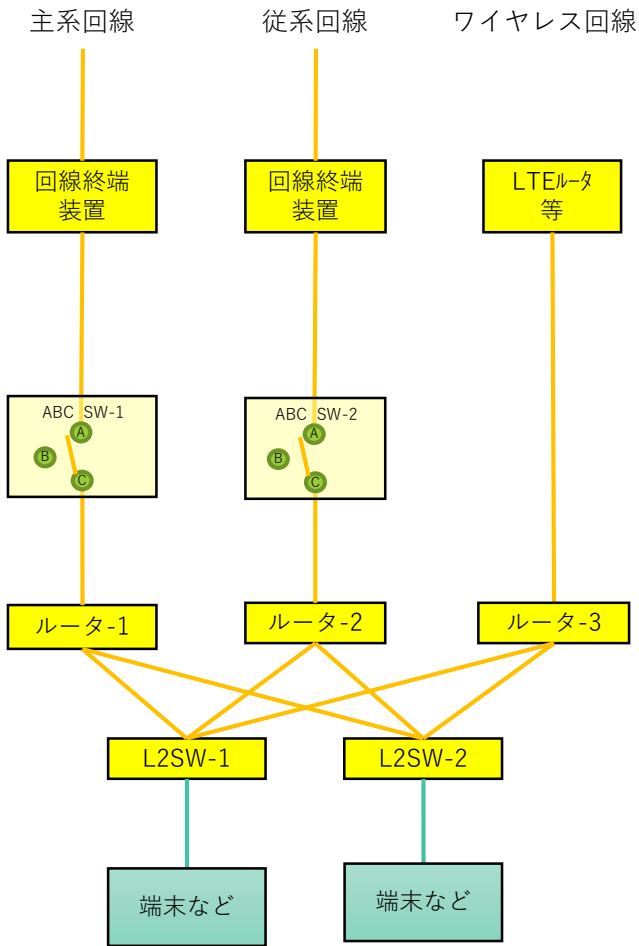 主系回線
従系回線
ワイヤレス回線
回線終端
装置
回線終端
装置
LTEルータ
等
ABC SW-1
A
B
C
ABC SW-2
A
B
C
ルータ-1
ルータ-2
ルータ-3
L2SW-1
L2SW-2
端末など
端末など